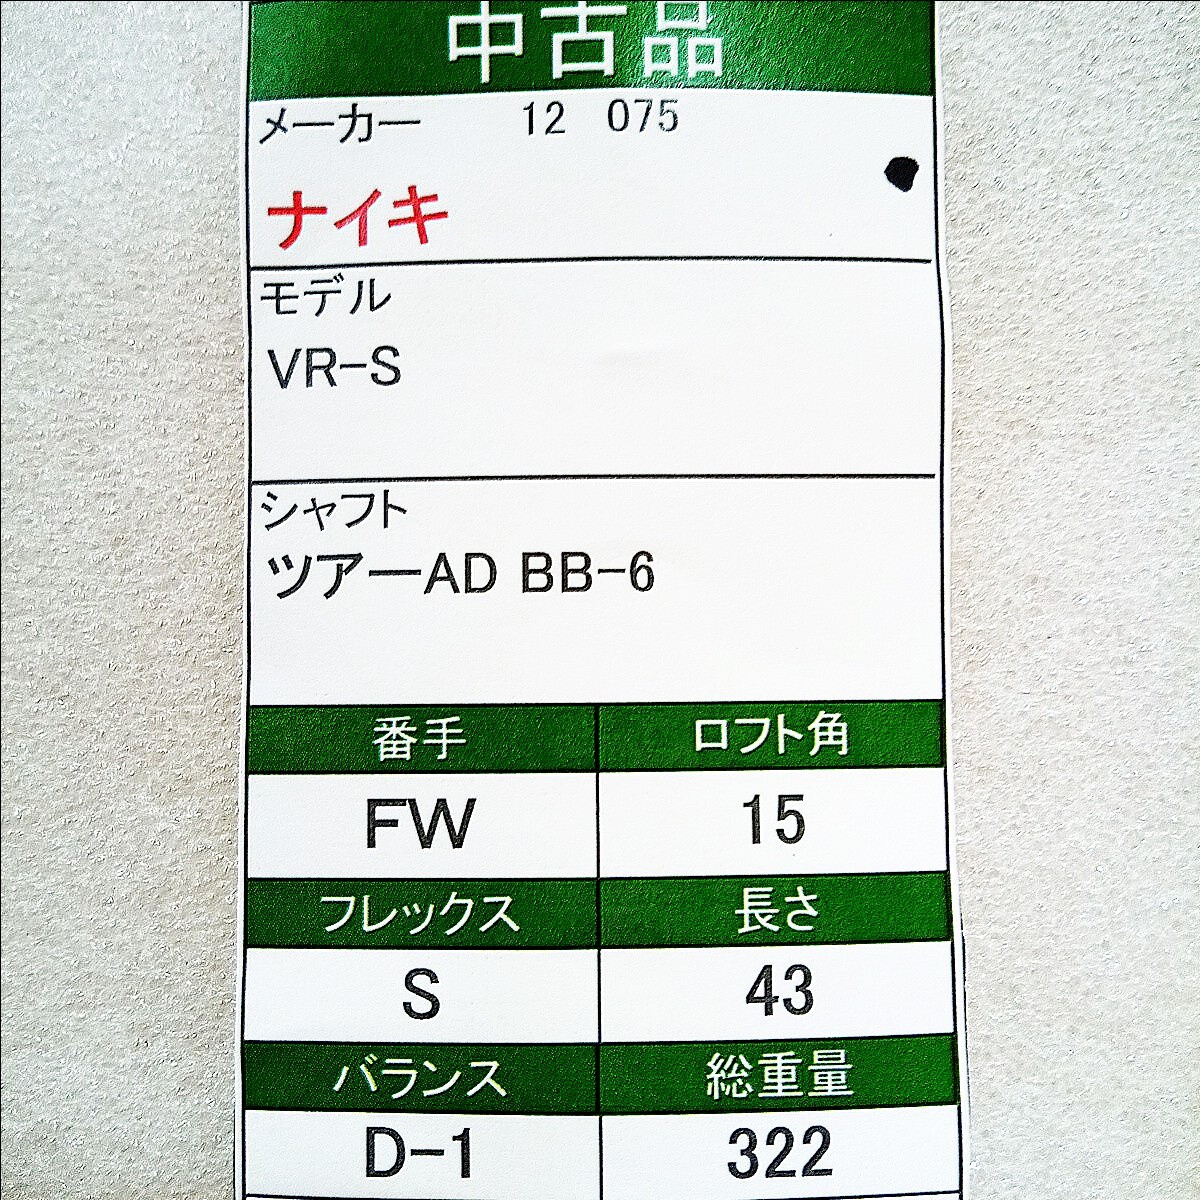 中古品
メーカー 12 075
ナイキ
モデル
VR-S
シャフト
ツアーAD BB-6
番手 ロフト角
FW 15
フレックス 長さ
S 43
バランス 総重量
D-1 322